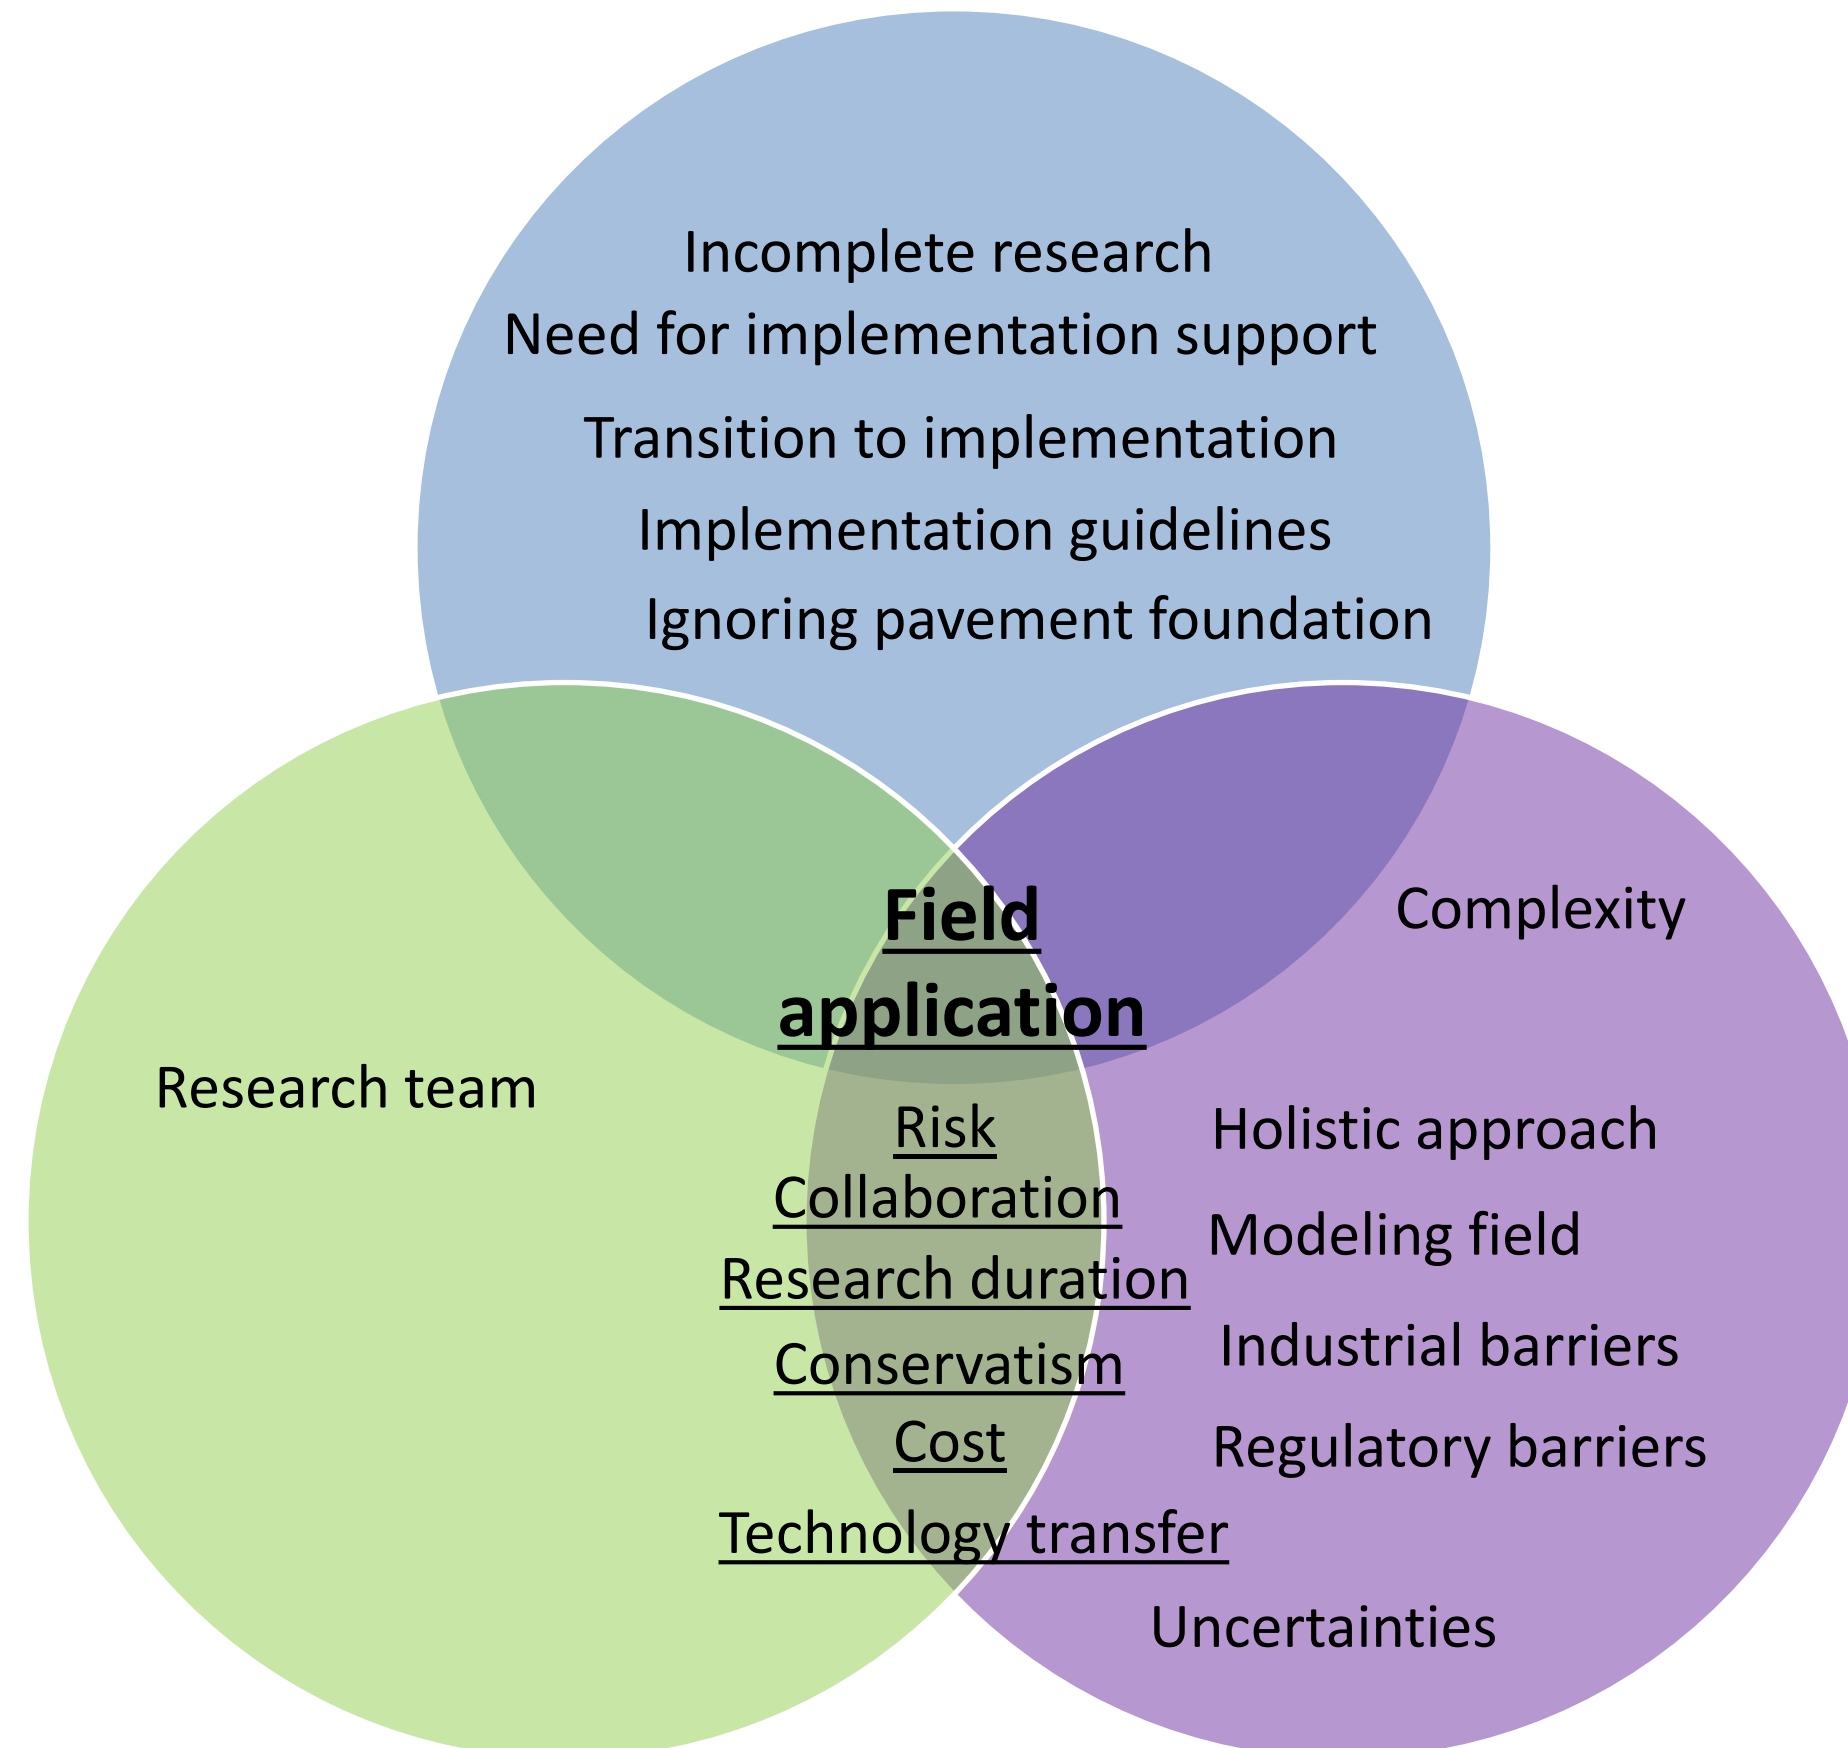 Incomplete research
Need for implementation support
Transition to implementation
Implementation guidelines
Ignoring pavement foundation
Field
application
Complexity
Research team
Risk
Collaboration
Research duration
Conservatism
Cost
Technology transfer
Holistic approach
Modeling field
Industrial barriers
Regulatory barriers
Uncertainties